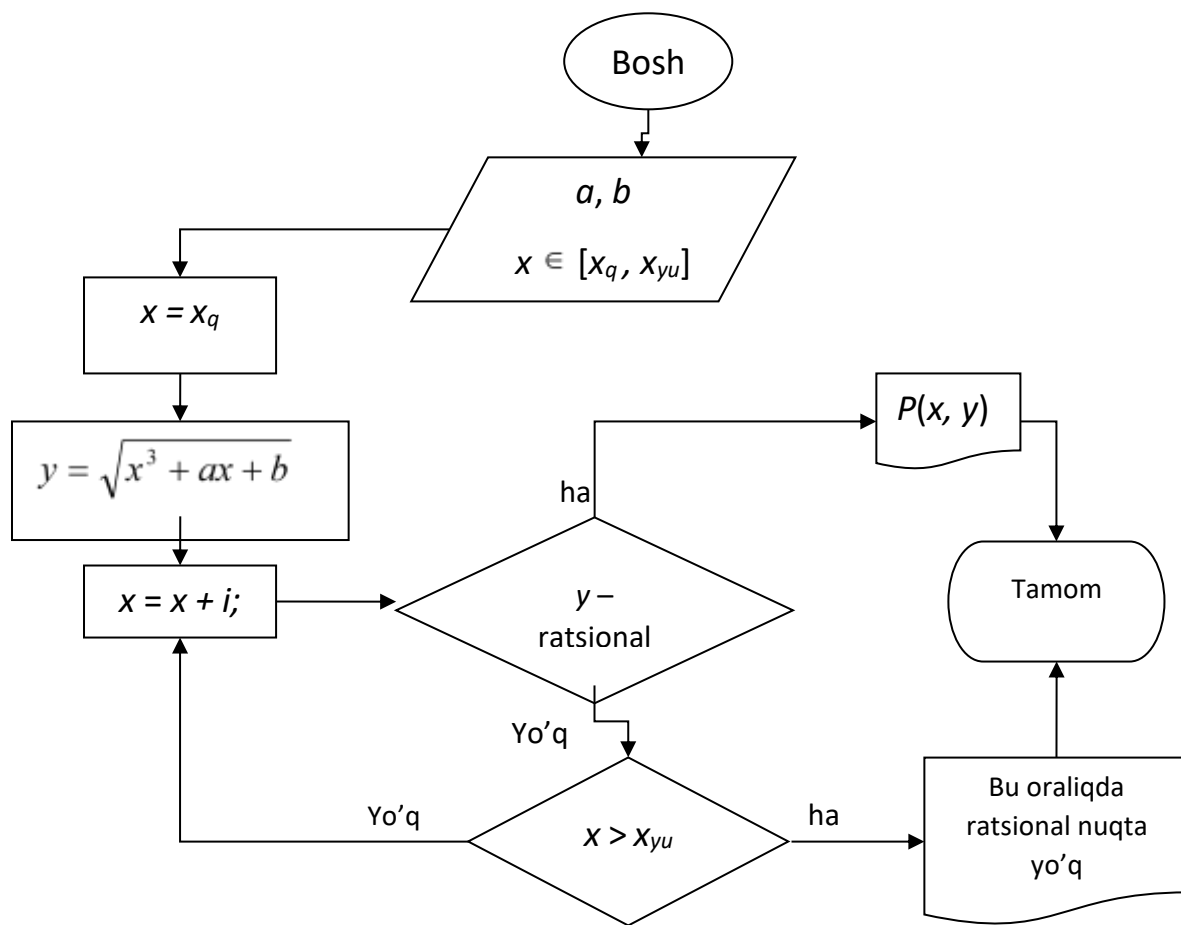 Bosh
a, b
x ∈ [x_q , x_yu]
x = x_q
y = √(x³ + ax + b)
x = x + i;
y –
ratsional
ha
P(x, y)
Tamom
Yo’q
x > x_yu
Yo’q
ha
Bu oraliqda
ratsional nuqta
yo’q